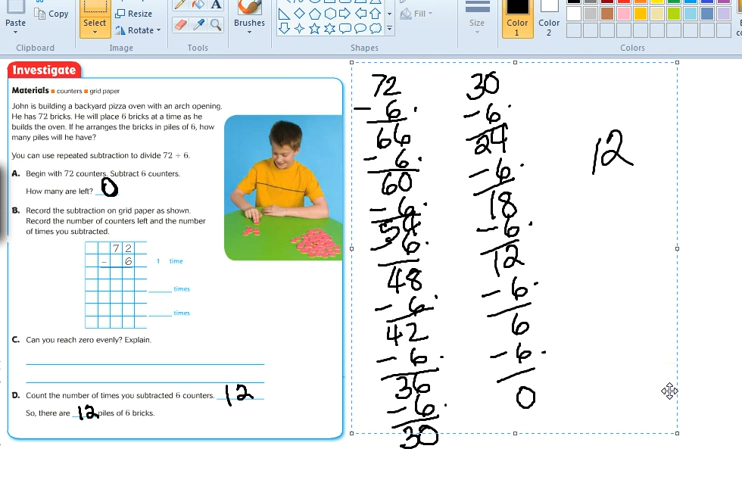 Paste
Copy
Clipboard
Select
Resize
Rotate
Image
A
Tools
Brushes
Shapes
Fill
Size
Color 1
Color 2
Colors
Investigate
Materials ■ counters ■ grid paper
John is building a backyard pizza oven with an arch opening.
He has 72 bricks. He will place 6 bricks at a time as he
builds the oven. If he arranges the bricks in piles of 6, how
many piles will he have?
You can use repeated subtraction to divide 72 ÷ 6.
A. Begin with 72 counters. Subtract 6 counters.
How many are left? 0
B. Record the subtraction on grid paper as shown.
Record the number of counters left and the number
of times you subtracted.
7 2
− 6 1 time
____ times
____ times
C. Can you reach zero evenly? Explain.
D. Count the number of times you subtracted 6 counters. 12
So, there are 12 piles of 6 bricks.
72
− 6
66
− 6
60
− 6
54
− 6
48
− 6
42
− 6
36
− 6
30
30
− 6
24
− 6
18
− 6
12
− 6
6
− 6
0
12